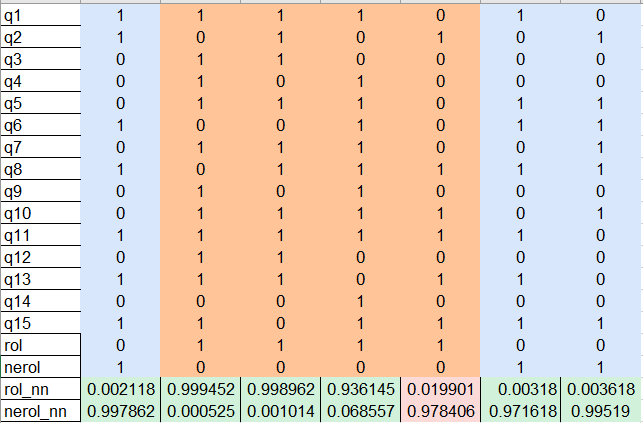 q1 1 1 1 1 0 1 0
q2 1 0 1 0 1 0 1
q3 0 1 1 0 0 0 0
q4 0 1 0 1 0 0 0
q5 0 1 1 1 0 1 1
q6 1 0 0 1 0 1 1
q7 0 1 1 1 0 0 1
q8 1 0 1 1 1 1 1
q9 0 1 0 1 0 0 0
q10 0 1 1 1 1 0 1
q11 1 1 1 1 1 1 0
q12 0 1 1 0 0 0 0
q13 1 1 1 0 1 1 0
q14 0 0 0 1 0 0 0
q15 1 1 0 1 1 1 1
rol 0 1 1 1 1 0 0
nerol 1 0 0 0 0 1 1
rol_nn 0.002118 0.999452 0.998962 0.936145 0.019901 0.00318 0.003618
nerol_nn 0.997862 0.000525 0.001014 0.068557 0.978406 0.971618 0.99519